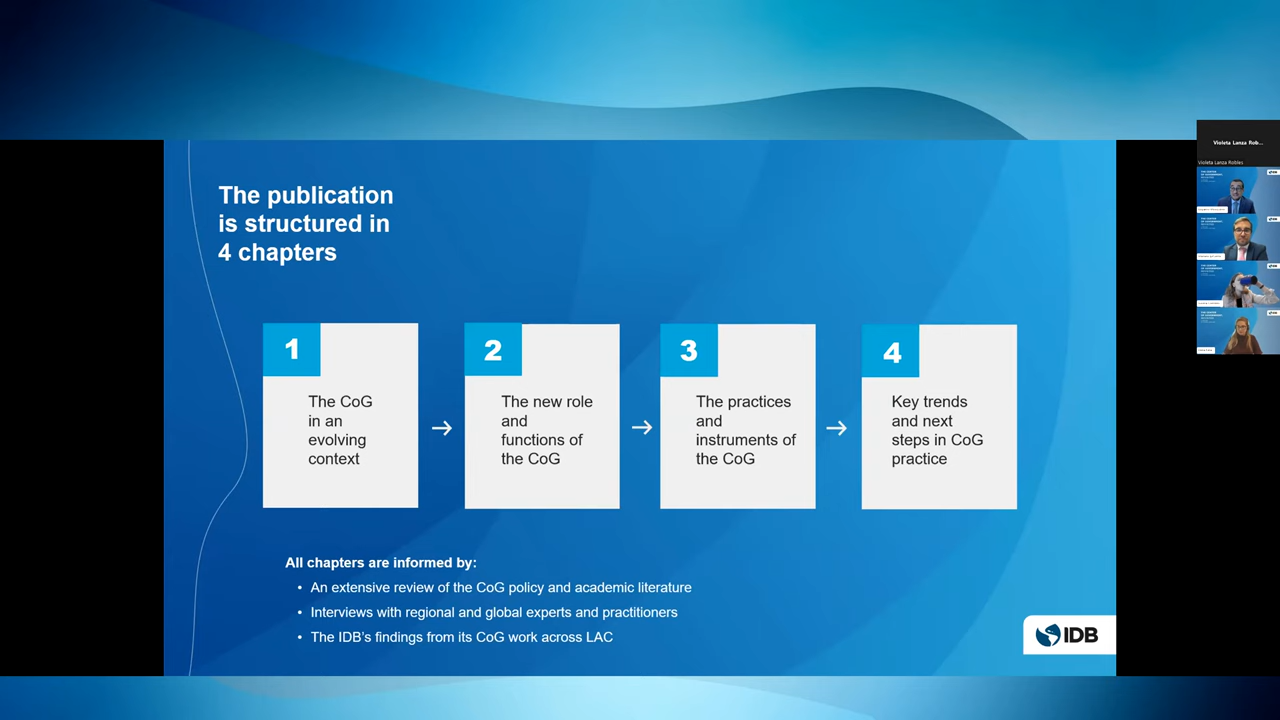 The publication
is structured in
4 chapters
1
The CoG
in an
evolving
context
2
The new role
and
functions of
the CoG
3
The practices
and
instruments of
the CoG
4
Key trends
and next
steps in CoG
practice
All chapters are informed by:
• An extensive review of the CoG policy and academic literature
• Interviews with regional and global experts and practitioners
• The IDB's findings from its CoG work across LAC
IDB
Violeta Lanza Rob...
Violeta Lanza Robles